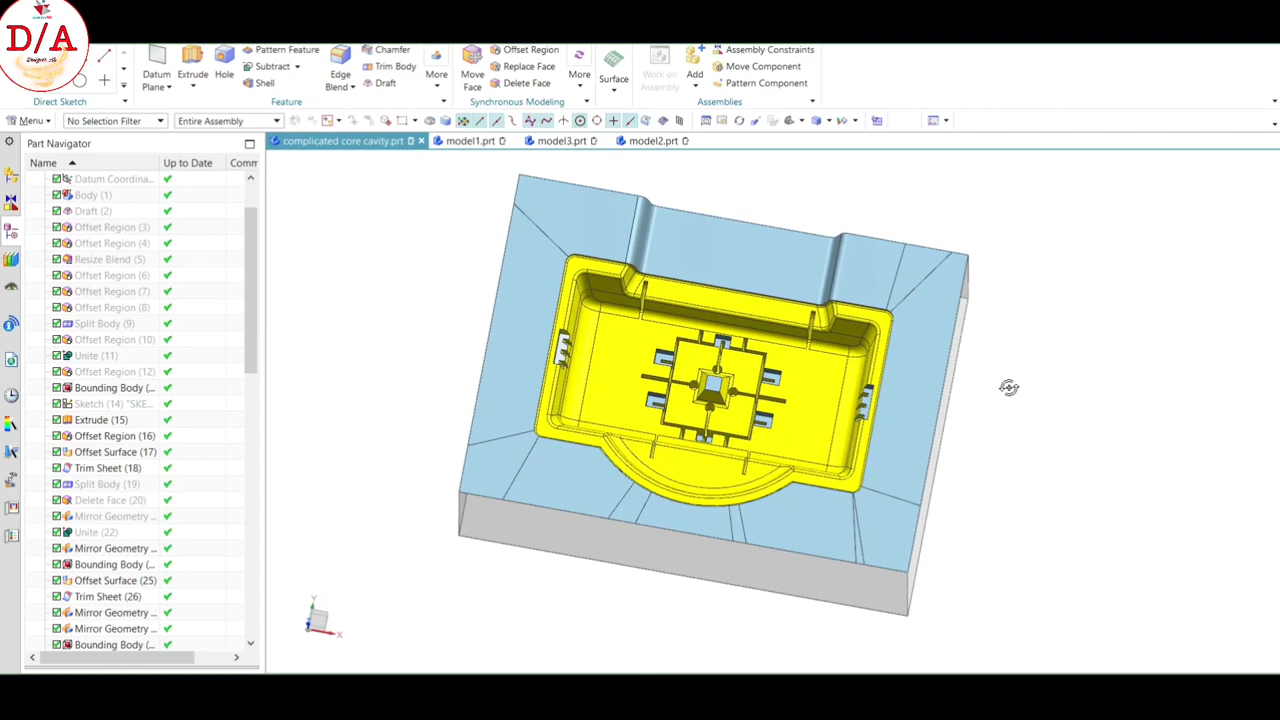 D/A
Designer Ali
Datum
Plane
Extrude
Hole
Pattern Feature
Subtract
Shell
Edge
Blend
Chamfer
Trim Body
Draft
More
Move
Face
Offset Region
Replace Face
Delete Face
More
Surface
Work on
Assembly
Add
Assembly Constraints
Move Component
Pattern Component
Direct Sketch
Feature
Synchronous Modeling
Assemblies
Menu
No Selection Filter
Entire Assembly
Part Navigator
complicated core cavity.prt
model1.prt
model3.prt
model2.prt
Name Up to Date Comm
Datum Coordina...
Body (1)
Draft (2)
Offset Region (3)
Offset Region (4)
Resize Blend (5)
Offset Region (6)
Offset Region (7)
Offset Region (8)
Split Body (9)
Offset Region (10)
Unite (11)
Offset Region (12)
Bounding Body (...
Sketch (14) "SKE...
Extrude (15)
Offset Region (16)
Offset Surface (17)
Trim Sheet (18)
Split Body (19)
Delete Face (20)
Mirror Geometry ...
Unite (22)
Mirror Geometry ...
Bounding Body (...
Offset Surface (25)
Trim Sheet (26)
Mirror Geometry ...
Mirror Geometry ...
Bounding Body (...
Y
X